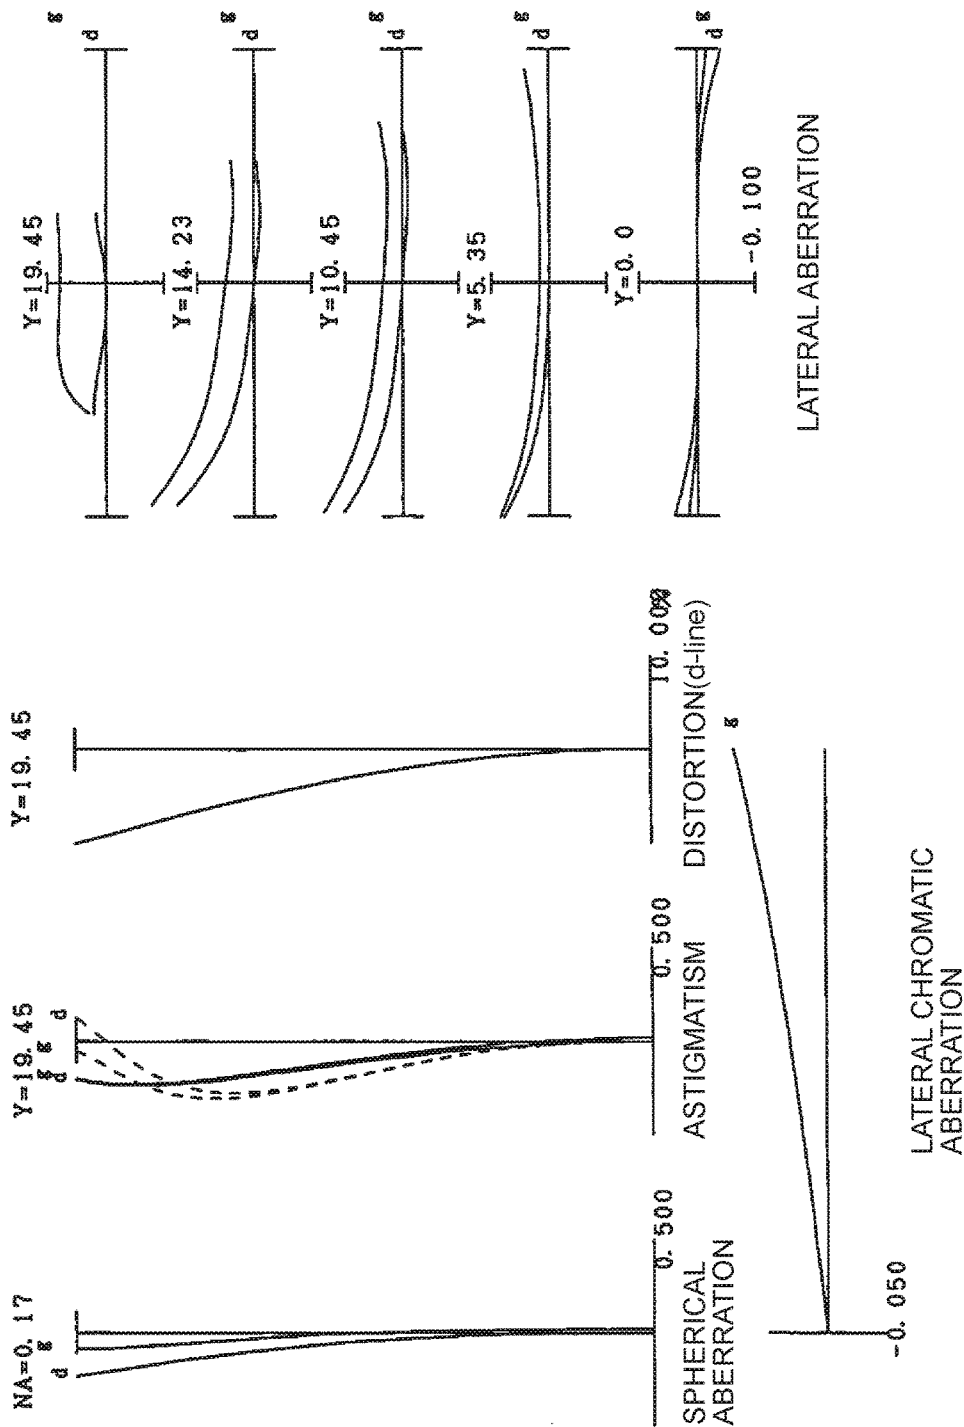 NA=0. 17
d
g
0. 500
SPHERICAL
ABERRATION
Y=19. 45
d
g
g
d
0. 500
ASTIGMATISM
Y=19. 45
10. 00%
DISTORTION(d-line)
g
-0. 050
LATERAL CHROMATIC
ABERRATION
Y=19. 45
d
g
Y=14. 23
d
g
Y=10. 45
d
g
Y=5. 35
d
g
Y=0. 0
d
g
-0. 100
LATERAL ABERRATION